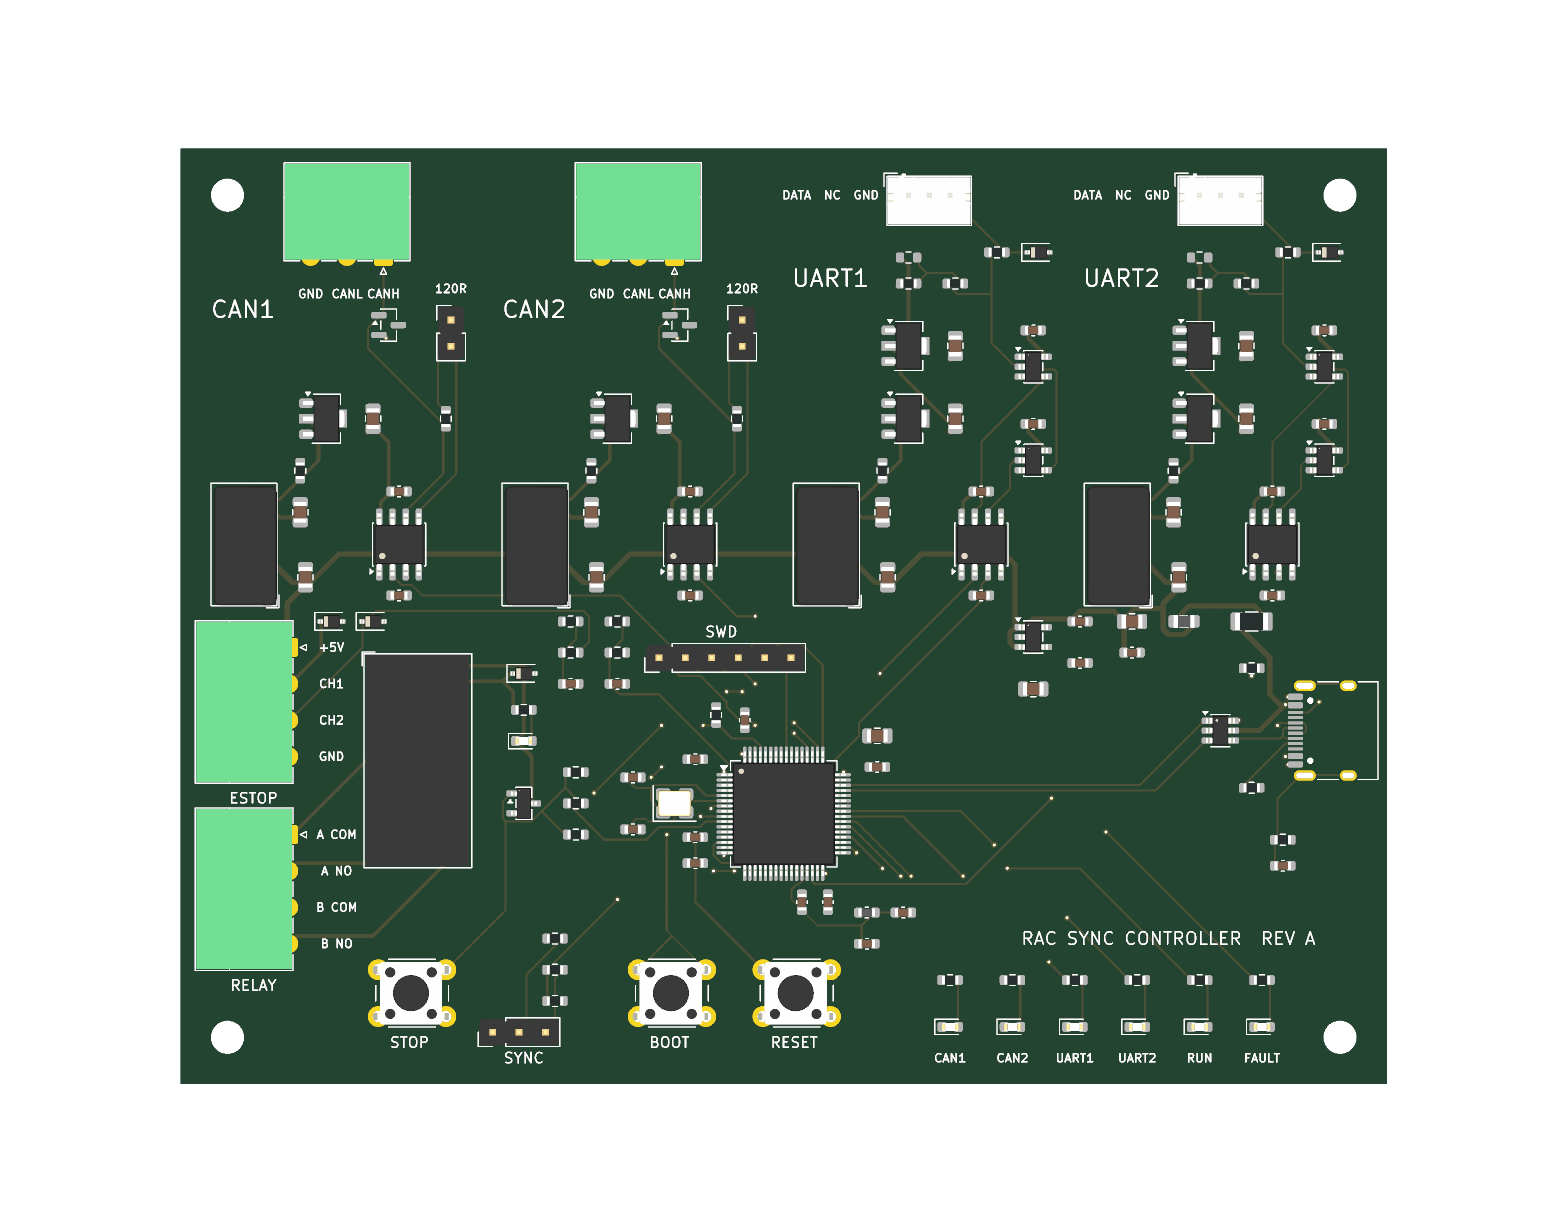 DATA NC GND
DATA NC GND
UART1
UART2
120R
120R
GND CANL CANH
GND CANL CANH
CAN1
CAN2
SWD
+5V
CH1
CH2
GND
ESTOP
A COM
A NO
B COM
B NO
RELAY
RAC SYNC CONTROLLER REV A
STOP
SYNC
BOOT
RESET
CAN1
CAN2
UART1
UART2
RUN
FAULT